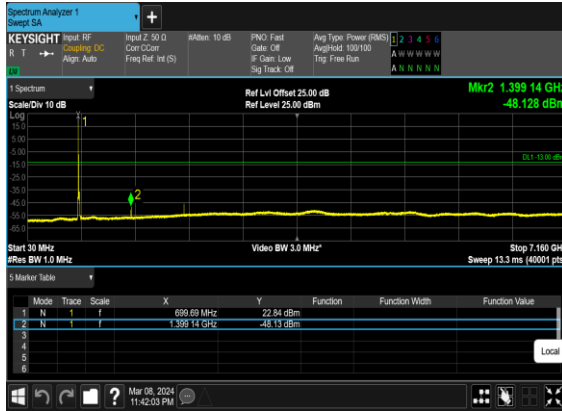 Spectrum Analyzer 1
Swept SA
+
KEYSIGHT Input: RF Input Z: 50 Ω #Atten: 10 dB PNO: Fast Avg Type: Power (RMS) 1 2 3 4 5 6
R T Coupling: DC Corr CCorr Gate: Off Avg|Hold: 100/100 A W W W W W
Align: Auto Freq Ref: Int (S) IF Gain: Low Trig: Free Run
LU Sig Track: Off A N N N N N
1 Spectrum Ref Lvl Offset 25.00 dB Mkr2 1.399 14 GHz
Scale/Div 10 dB Ref Level 25.00 dBm -48.128 dBm
Log
15.0 1
5.00
-5.00
-15.0 DL1 -13.00 dBm
-25.0
-35.0
-45.0 2
-55.0
-65.0
Start 30 MHz Video BW 3.0 MHz* Stop 7.160 GHz
#Res BW 1.0 MHz Sweep 13.3 ms (40001 pts)
5 Marker Table
Mode Trace Scale X Y Function Function Width Function Value
1 N 1 f 699.69 MHz 22.84 dBm
2 N 1 f 1.399 14 GHz -48.13 dBm
3
4
5
6
Local
? Mar 08, 2024
11:42:03 PM